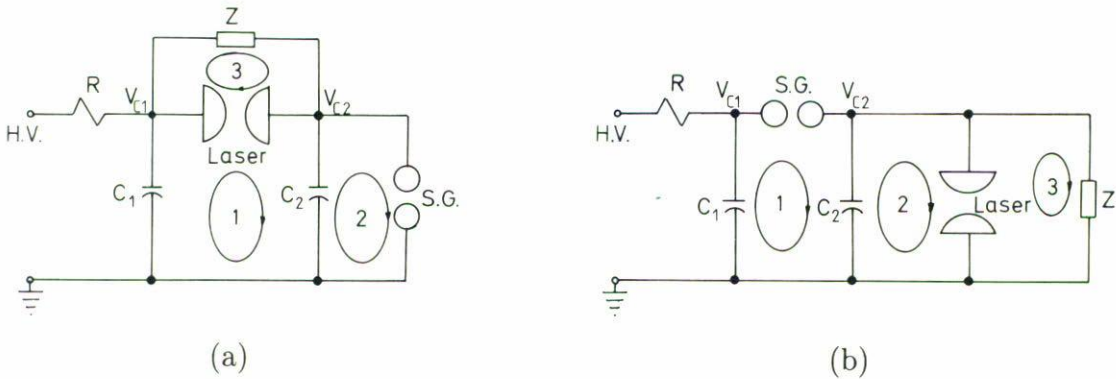 Z
3
R
V_C1
V_C2
H.V.
Laser
C_1
1
C_2
2
S.G.
(a)
R
V_C1
S.G.
V_C2
H.V.
C_1
1
C_2
2
Laser
3
Z
(b)